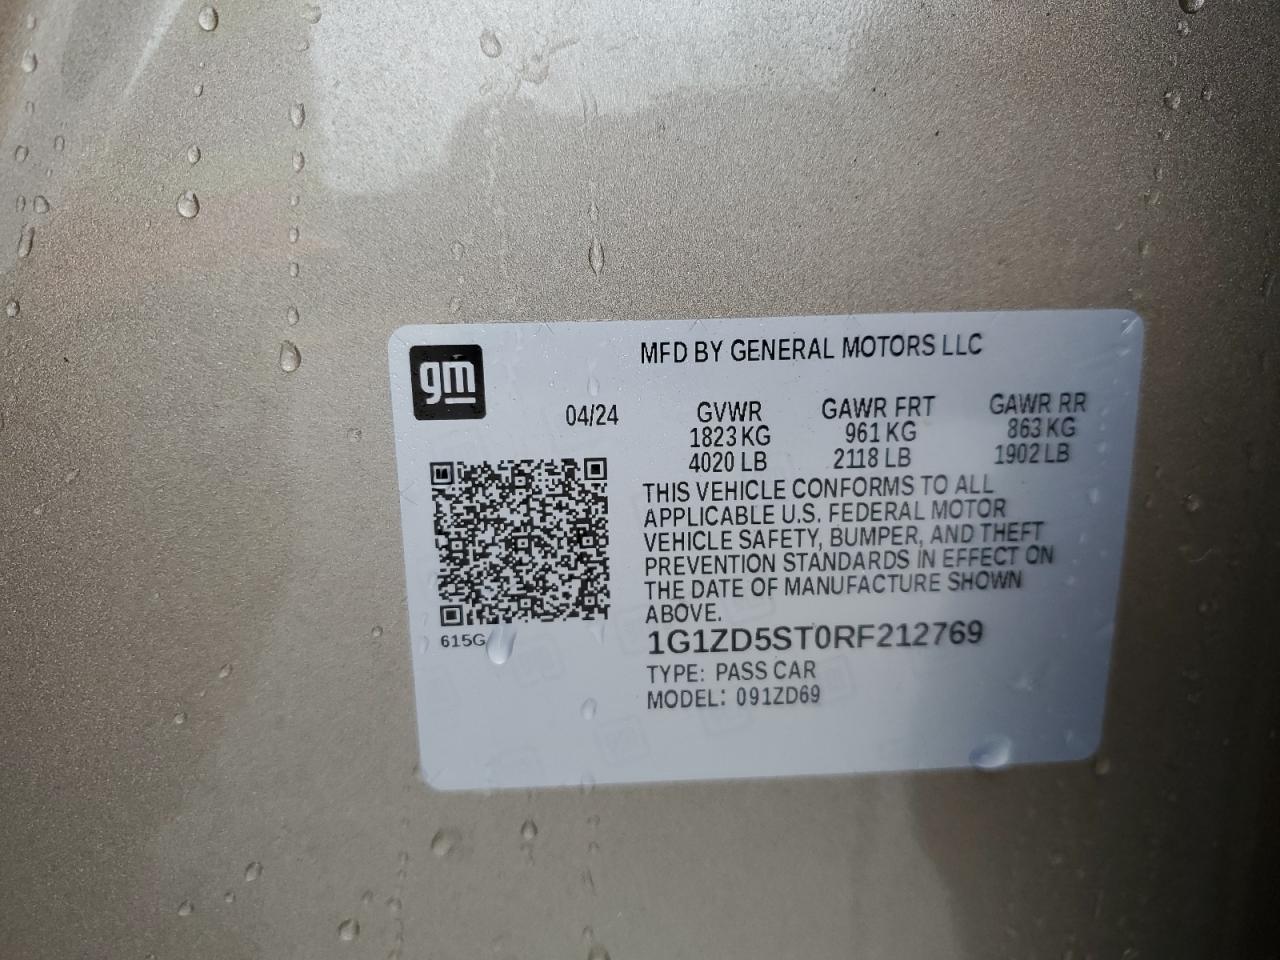 gm
MFD BY GENERAL MOTORS LLC
04/24
GVWR GAWR FRT GAWR RR
1823 KG 961 KG 863 KG
4020 LB 2118 LB 1902 LB
THIS VEHICLE CONFORMS TO ALL
APPLICABLE U.S. FEDERAL MOTOR
VEHICLE SAFETY, BUMPER, AND THEFT
PREVENTION STANDARDS IN EFFECT ON
THE DATE OF MANUFACTURE SHOWN
ABOVE.
615G
1G1ZD5ST0RF212769
TYPE: PASS CAR
MODEL: 091ZD69